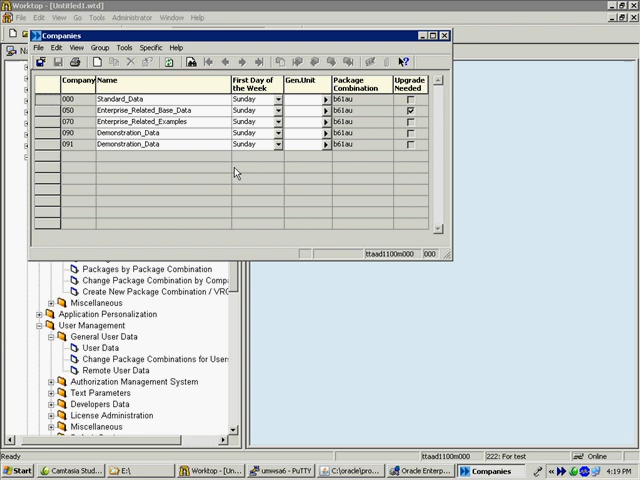 Worktop - [Untitled1.wtd]
File Edit View Group Tools Options Window Help
Companies
File Edit View Group Tools Specific Help
Company Name First Day of the Week Gen.Unit Package Combination Upgrade Needed
000 Standard_Data Sunday b61au
050 Enterprise_Related_Base_Data Sunday b61au
070 Enterprise_Related_Examples Sunday b61au
090 Demonstration_Data Sunday b61au
091 Demonstration_Data Sunday b61au
ttaad1100m000 000
Packages by Package Combination
Change Package Combination by Compa
Create New Package Combination / VRC
Miscellaneous
Application Personalization
User Management
General User Data
User Data
Change Package Combinations for Users
Remote User Data
Authorization Management System
Text Parameters
Developers Data
License Administration
Miscellaneous
Ready ttaad1100m000 222: For test Online
Start Camtasia Stud... E:\ Worktop - [Un... umwsa6 - PuTTY C:\oracle\pro... Oracle Enterp... Companies 4:19 PM